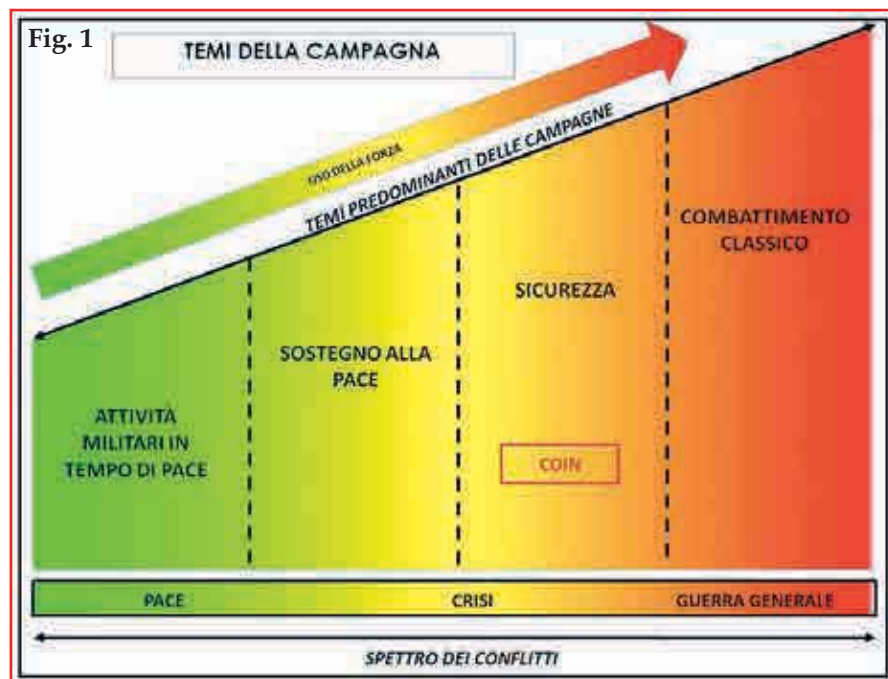 Fig. 1
TEMI DELLA CAMPAGNA
USO DELLA FORZA
TEMI PREDOMINANTI DELLE CAMPAGNE
COMBATTIMENTO
CLASSICO
SICUREZZA
SOSTEGNO ALLA
PACE
ATTIVITÀ
MILITARI IN
TEMPO DI PACE
COIN
PACE
CRISI
GUERRA GENERALE
SPETTRO DEI CONFLITTI